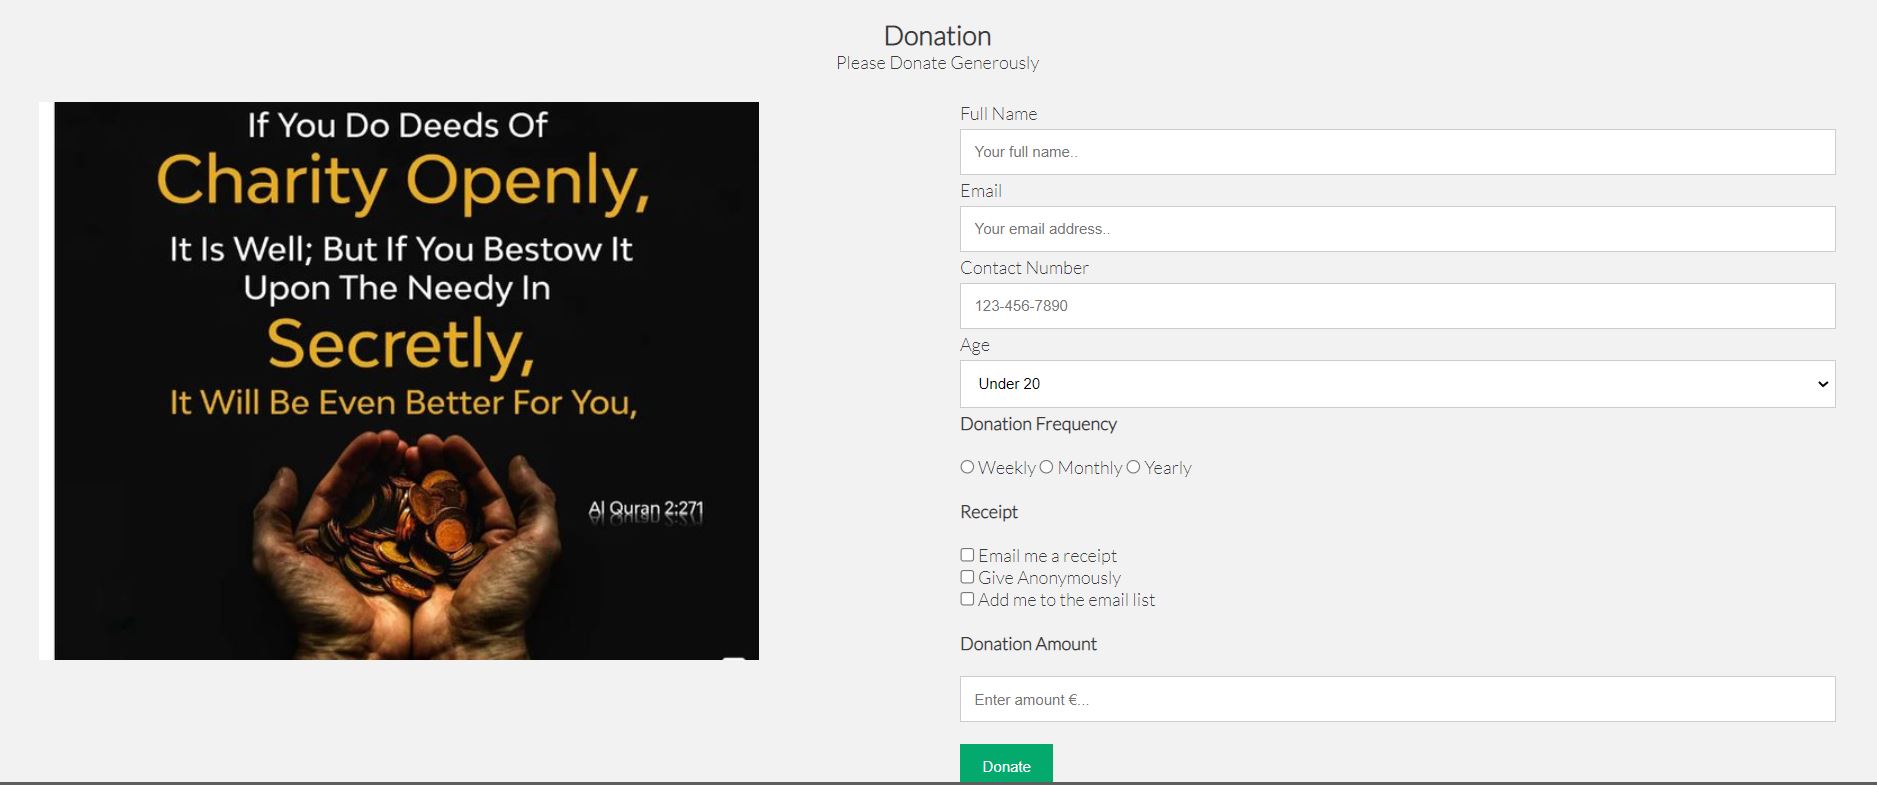 Donation
Please Donate Generously
If You Do Deeds Of
Charity Openly,
It Is Well; But If You Bestow It
Upon The Needy In
Secretly,
It Will Be Even Better For You,
Al Quran 2:271
Full Name
Your full name..
Email
Your email address..
Contact Number
123-456-7890
Age
Under 20
Donation Frequency
Weekly Monthly Yearly
Receipt
Email me a receipt
Give Anonymously
Add me to the email list
Donation Amount
Enter amount €...
Donate